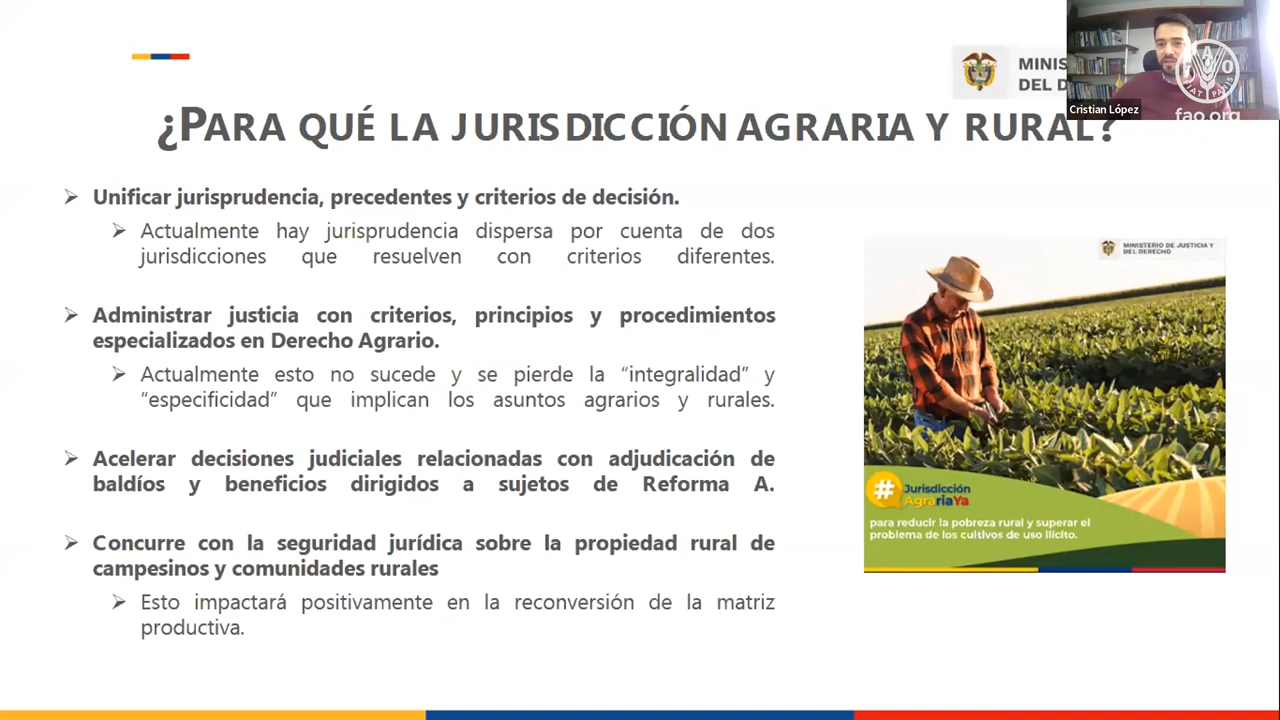 MINIS
DEL D
Cristian López
FAO
FIAT PANIS
fao.org
¿PARA QUÉ LA JURISDICCIÓN AGRARIA Y RURAL?
Unificar jurisprudencia, precedentes y criterios de decisión.
Actualmente hay jurisprudencia dispersa por cuenta de dos
jurisdicciones que resuelven con criterios diferentes.
Administrar justicia con criterios, principios y procedimientos
especializados en Derecho Agrario.
Actualmente esto no sucede y se pierde la “integralidad” y
“especificidad” que implican los asuntos agrarios y rurales.
Acelerar decisiones judiciales relacionadas con adjudicación de
baldíos y beneficios dirigidos a sujetos de Reforma A.
Concurre con la seguridad jurídica sobre la propiedad rural de
campesinos y comunidades rurales
Esto impactará positivamente en la reconversión de la matriz
productiva.
MINISTERIO DE JUSTICIA Y
DEL DERECHO
# Jurisdicción
AgrariaYa
para reducir la pobreza rural y superar el
problema de los cultivos de uso ilícito.